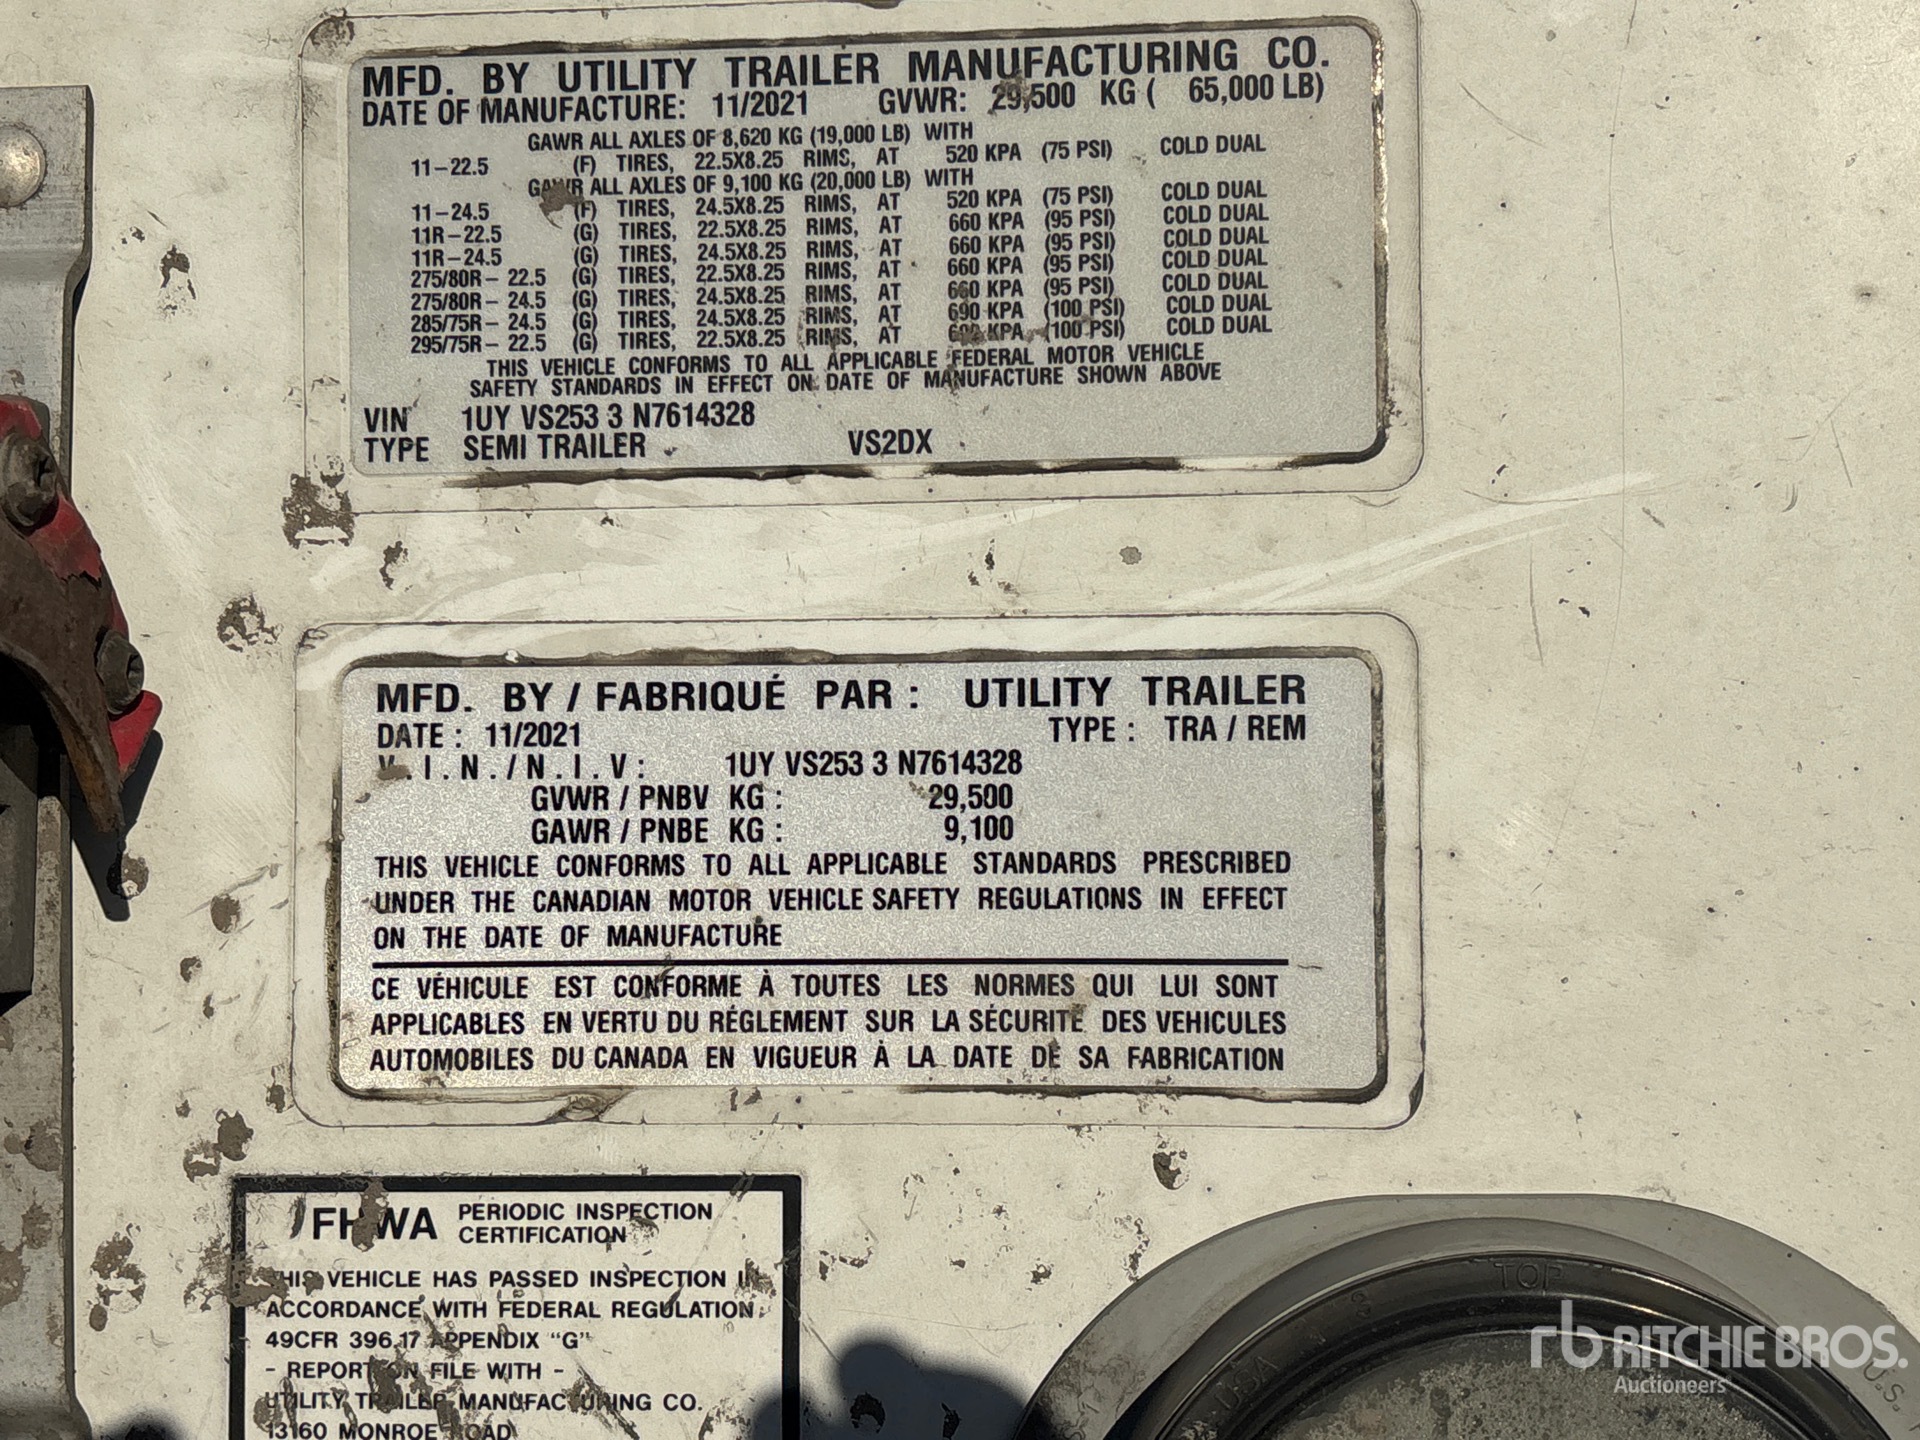 MFD. BY UTILITY TRAILER MANUFACTURING CO.
DATE OF MANUFACTURE: 11/2021 GVWR: 29,500 KG ( 65,000 LB)
GAWR ALL AXLES OF 8,620 KG (19,000 LB) WITH
11-22.5 (F) TIRES, 22.5X8.25 RIMS, AT 520 KPA (75 PSI) COLD DUAL
GAWR ALL AXLES OF 9,100 KG (20,000 LB) WITH
11-24.5 (F) TIRES, 24.5X8.25 RIMS, AT 520 KPA (75 PSI) COLD DUAL
11R-22.5 (G) TIRES, 22.5X8.25 RIMS, AT 660 KPA (95 PSI) COLD DUAL
11R-24.5 (G) TIRES, 24.5X8.25 RIMS, AT 660 KPA (95 PSI) COLD DUAL
275/80R-22.5 (G) TIRES, 22.5X8.25 RIMS, AT 660 KPA (95 PSI) COLD DUAL
275/80R-24.5 (G) TIRES, 24.5X8.25 RIMS, AT 660 KPA (95 PSI) COLD DUAL
285/75R-24.5 (G) TIRES, 24.5X8.25 RIMS, AT 690 KPA (100 PSI) COLD DUAL
295/75R-22.5 (G) TIRES, 22.5X8.25 RIMS, AT 690 KPA (100 PSI) COLD DUAL
THIS VEHICLE CONFORMS TO ALL APPLICABLE FEDERAL MOTOR VEHICLE
SAFETY STANDARDS IN EFFECT ON DATE OF MANUFACTURE SHOWN ABOVE
VIN 1UY VS253 3 N7614328
TYPE SEMI TRAILER VS2DX
MFD. BY / FABRIQUÉ PAR : UTILITY TRAILER
DATE : 11/2021 TYPE : TRA / REM
V.I.N./N.I.V: 1UY VS253 3 N7614328
GVWR / PNBV KG : 29,500
GAWR / PNBE KG : 9,100
THIS VEHICLE CONFORMS TO ALL APPLICABLE STANDARDS PRESCRIBED
UNDER THE CANADIAN MOTOR VEHICLE SAFETY REGULATIONS IN EFFECT
ON THE DATE OF MANUFACTURE
CE VÉHICULE EST CONFORME À TOUTES LES NORMES QUI LUI SONT
APPLICABLES EN VERTU DU RÉGLEMENT SUR LA SÉCURITÉ DES VEHICULES
AUTOMOBILES DU CANADA EN VIGUEUR À LA DATE DE SA FABRICATION
FHWA PERIODIC INSPECTION
CERTIFICATION
THIS VEHICLE HAS PASSED INSPECTION IN
ACCORDANCE WITH FEDERAL REGULATION
49CFR 396.17 APPENDIX "G"
- REPORT ON FILE WITH -
UTILITY TRAILER MANUFACTURING CO.
13160 MONROE ROAD
TOP
U.S.
rb RITCHIE BROS.
Auctioneers